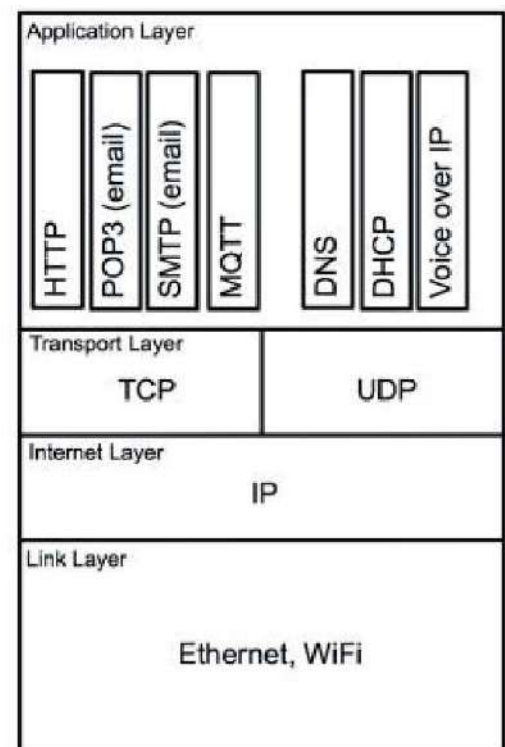 Application Layer
HTTP
POP3 (email)
SMTP (email)
MQTT
DNS
DHCP
Voice over IP
Transport Layer
TCP
UDP
Internet Layer
IP
Link Layer
Ethernet, WiFi